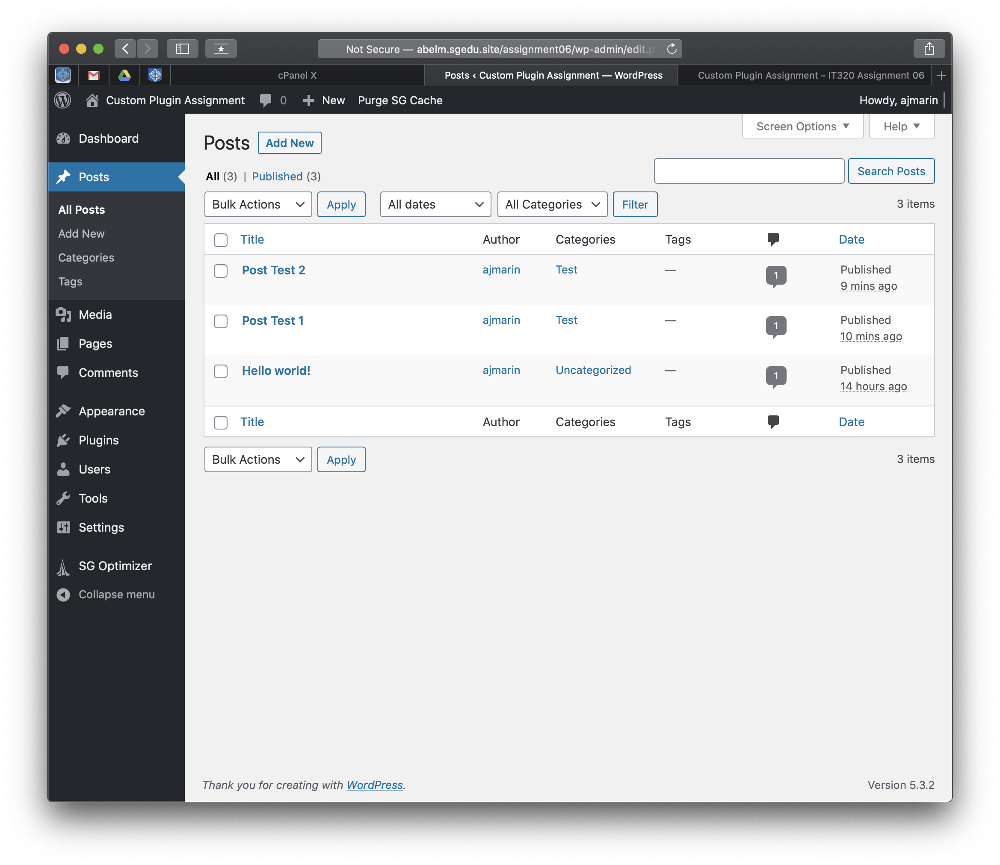 Not Secure — abelm.sgedu.site/assignment06/wp-admin/edit.p
cPanel X
Posts ‹ Custom Plugin Assignment — WordPress
Custom Plugin Assignment – IT320 Assignment 06
Custom Plugin Assignment 0 New Purge SG Cache Howdy, ajmarin
Dashboard
Posts
All Posts
Add New
Categories
Tags
Media
Pages
Comments
Appearance
Plugins
Users
Tools
Settings
SG Optimizer
Collapse menu
Screen Options Help
Posts Add New
All (3) | Published (3)
Search Posts
Bulk Actions Apply All dates All Categories Filter 3 items
Title Author Categories Tags Date
Post Test 2 ajmarin Test — 1 Published
9 mins ago
Post Test 1 ajmarin Test — 1 Published
10 mins ago
Hello world! ajmarin Uncategorized — 1 Published
14 hours ago
Title Author Categories Tags Date
Bulk Actions Apply 3 items
Thank you for creating with WordPress. Version 5.3.2